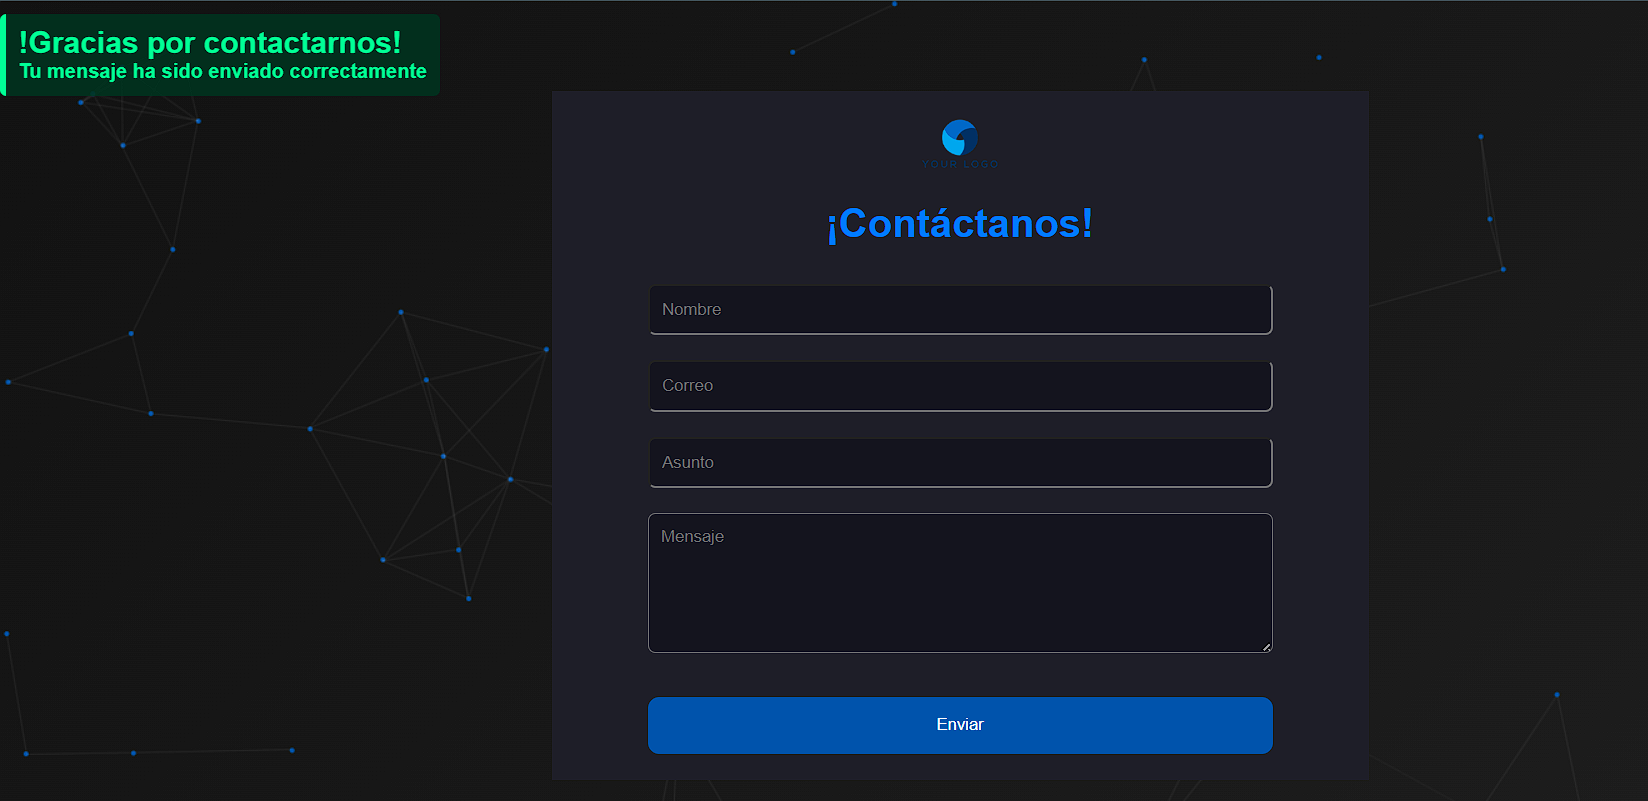 !Gracias por contactarnos!
Tu mensaje ha sido enviado correctamente
YOUR LOGO
¡Contáctanos!
Nombre
Correo
Asunto
Mensaje
Enviar